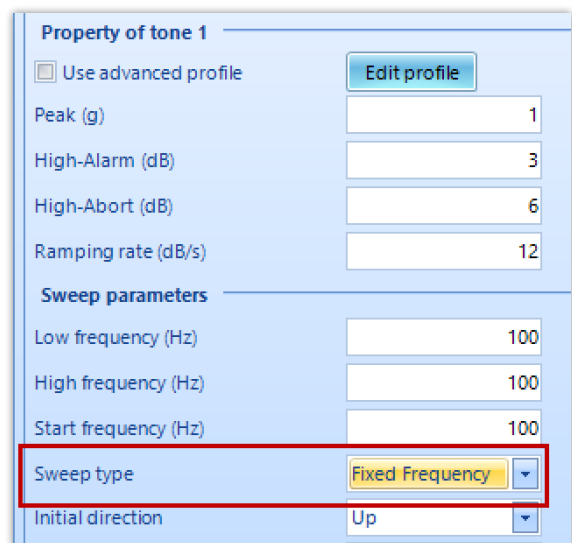 Property of tone 1
Use advanced profile Edit profile
Peak (g) 1
High-Alarm (dB) 3
High-Abort (dB) 6
Ramping rate (dB/s) 12
Sweep parameters
Low frequency (Hz) 100
High frequency (Hz) 100
Start frequency (Hz) 100
Sweep type Fixed Frequency
Initial direction Up